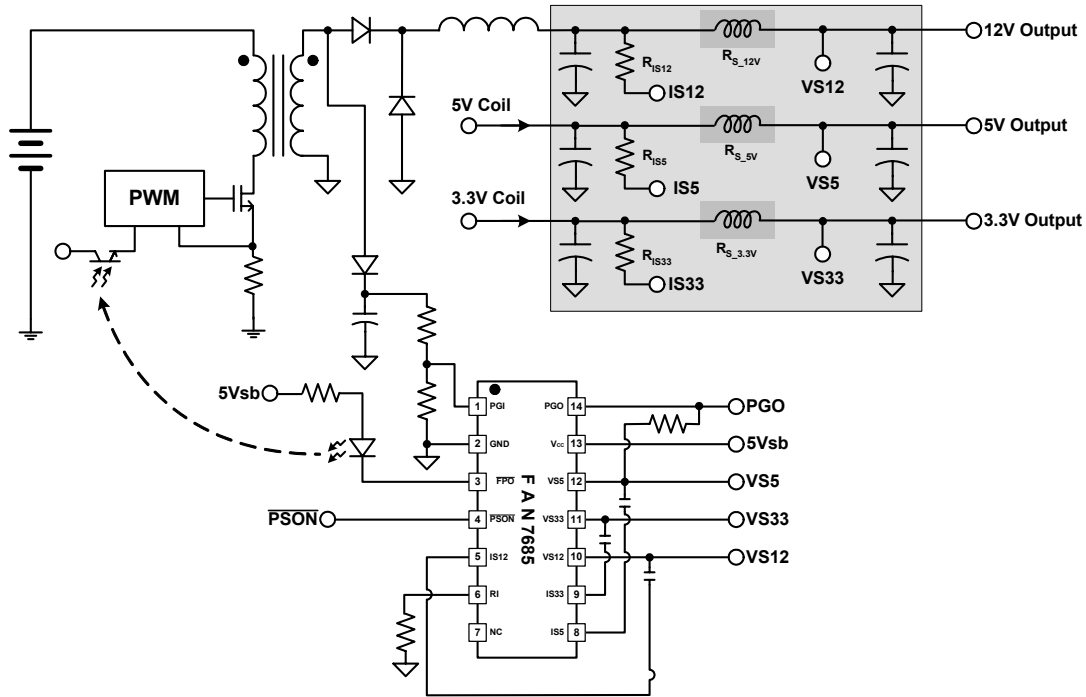 12V Output
R_S_12V
R_IS12
IS12
VS12
5V Coil
5V Output
R_S_5V
R_IS5
IS5
VS5
3.3V Coil
3.3V Output
R_S_3.3V
R_IS33
IS33
VS33
PWM
5Vsb
1 PGI
PGO 14
PGO
2 GND
Vcc 13
5Vsb
3 FPO
VS5 12
VS5
PSON
4 PSON
VS33 11
VS33
5 IS12
VS12 10
VS12
6 RI
IS33 9
7 NC
IS5 8
FAN7685